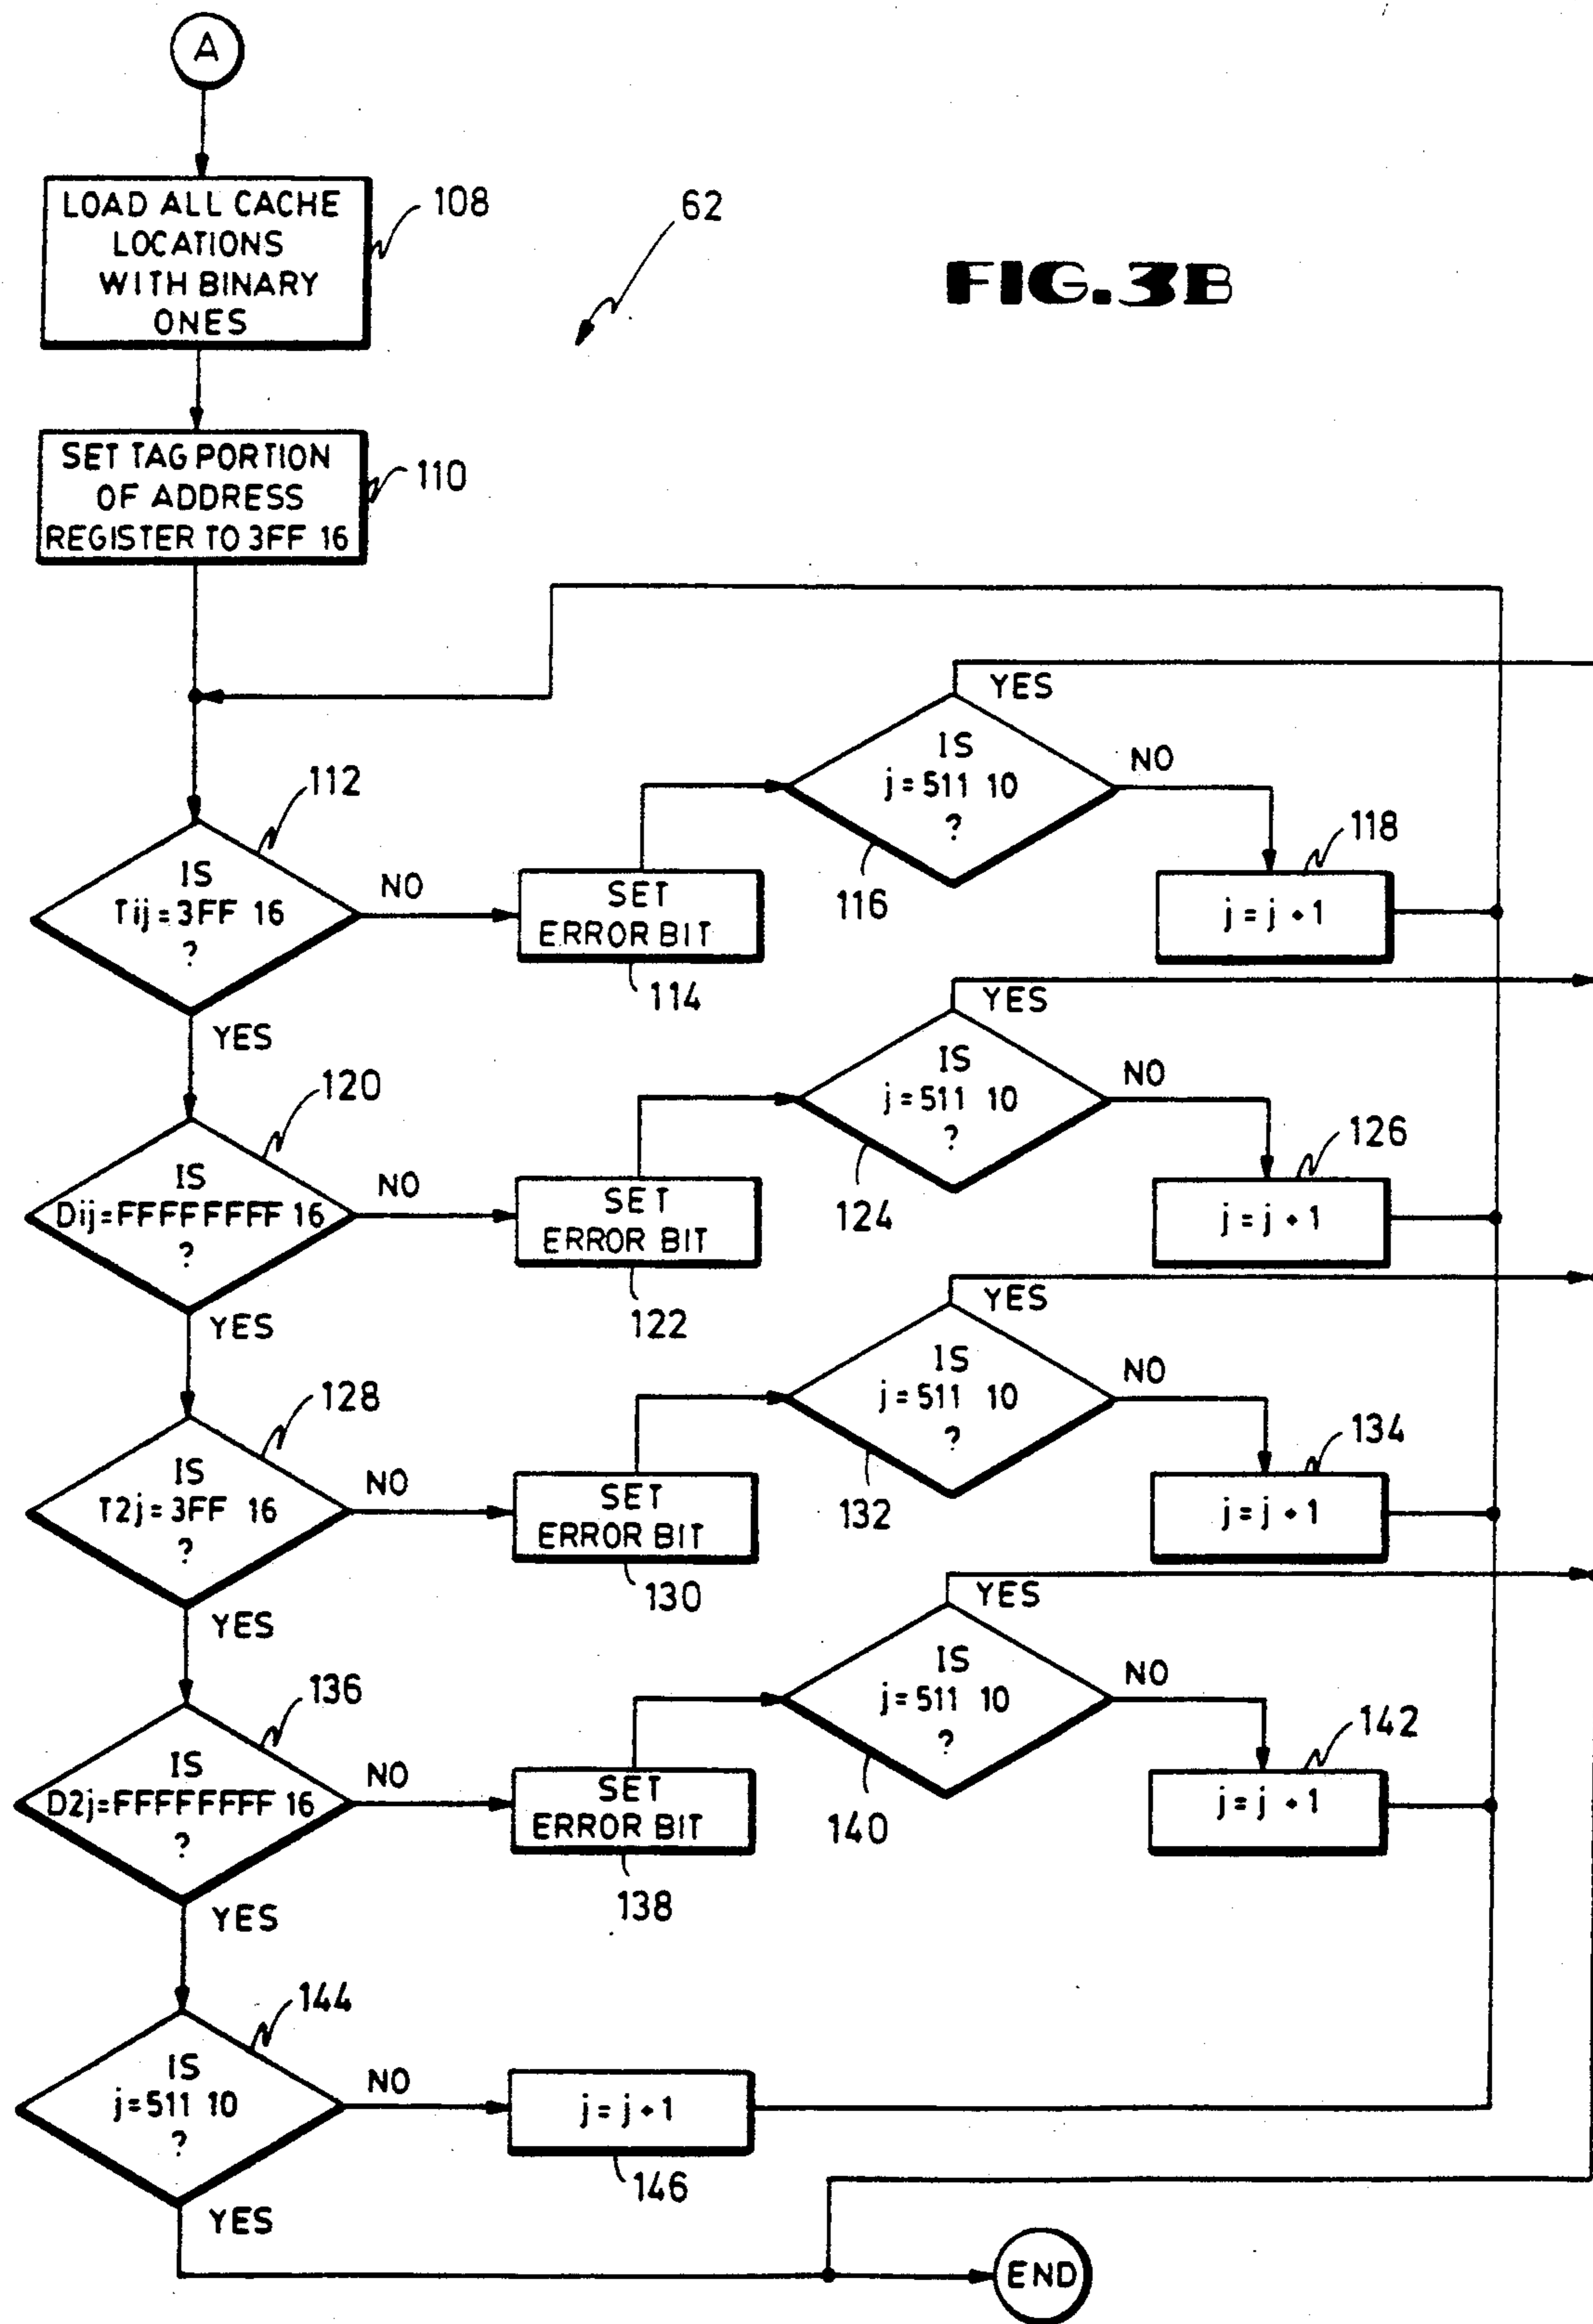 A
LOAD ALL CACHE
LOCATIONS
WITH BINARY
ONES
108
62
FIG.3B
SET TAG PORTION
OF ADDRESS
REGISTER TO 3FF 16
110
YES
IS
j=511 10
?
NO
116
118
j = j + 1
112
IS
Tij=3FF 16
?
NO
SET
ERROR BIT
114
YES
YES
IS
j=511 10
?
NO
124
126
j = j + 1
120
IS
Dij=FFFFFFFF 16
?
NO
SET
ERROR BIT
122
YES
YES
IS
j=511 10
?
NO
132
134
j = j + 1
128
IS
T2j=3FF 16
?
NO
SET
ERROR BIT
130
YES
YES
IS
j=511 10
?
NO
140
142
j = j + 1
136
IS
D2j=FFFFFFFF 16
?
NO
SET
ERROR BIT
138
YES
144
IS
j=511 10
?
NO
j = j + 1
146
YES
END